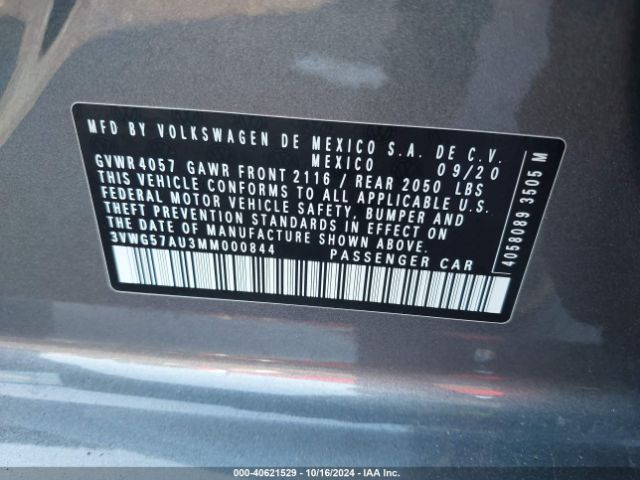 MFD BY VOLKSWAGEN DE MEXICO S.A. DE C.V.
MEXICO 09/20
GVWR 4057 GAWR FRONT 2116 / REAR 2050 LBS
THIS VEHICLE CONFORMS TO ALL APPLICABLE U.S.
FEDERAL MOTOR VEHICLE SAFETY, BUMPER AND
THEFT PREVENTION STANDARDS IN EFFECT ON
THE DATE OF MANUFACTURE SHOWN ABOVE.
3VWG57AU3MM000844 PASSENGER CAR
4058089 3505 M
000-40621529 - 10/16/2024 - IAA Inc.